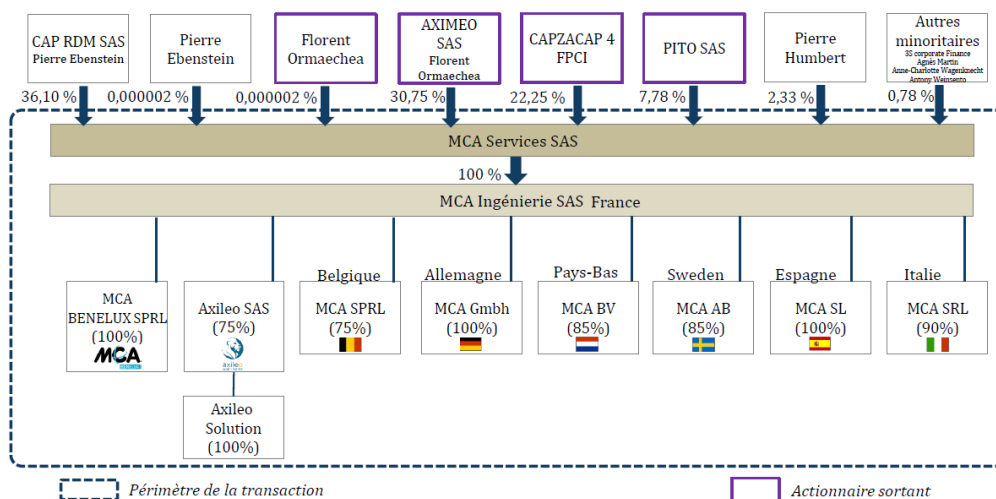 CAP RDM SAS
Pierre Ebenstein
Pierre
Ebenstein
Florent
Ormaechea
AXIMEO
SAS
Florent
Ormaechea
CAPZACAP 4
FPCI
PITO SAS
Pierre
Humbert
Autres
minoritaires
3S corporate Finance
Agnès Martin
Anne-Charlotte Wagenknecht
Antony Weinsento
36,10 %
0,000002 %
0,000002 %
30,75 %
22,25 %
7,78 %
2,33 %
0,78 %
MCA Services SAS
100 %
MCA Ingénierie SAS France
MCA
BENELUX SPRL
(100%)
MCA
Axileo SAS
(75%)
axileo
Belgique
MCA SPRL
(75%)
Allemagne
MCA Gmbh
(100%)
Pays-Bas
MCA BV
(85%)
Sweden
MCA AB
(85%)
Espagne
MCA SL
(100%)
Italie
MCA SRL
(90%)
Axileo
Solution
(100%)
Périmètre de la transaction
Actionnaire sortant